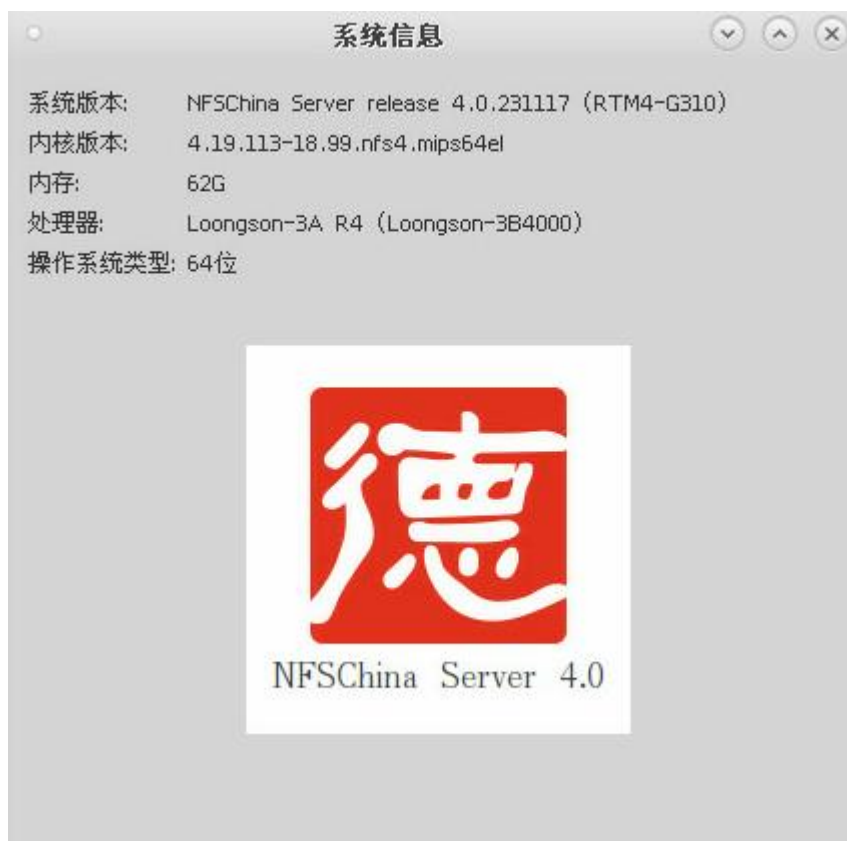 系统信息
系统版本: NFSChina Server release 4.0.231117 (RTM4-G310)
内核版本: 4.19.113-18.99.nfs4.mips64el
内存: 62G
处理器: Loongson-3A R4 (Loongson-3B4000)
操作系统类型: 64位
德
NFSChina Server 4.0